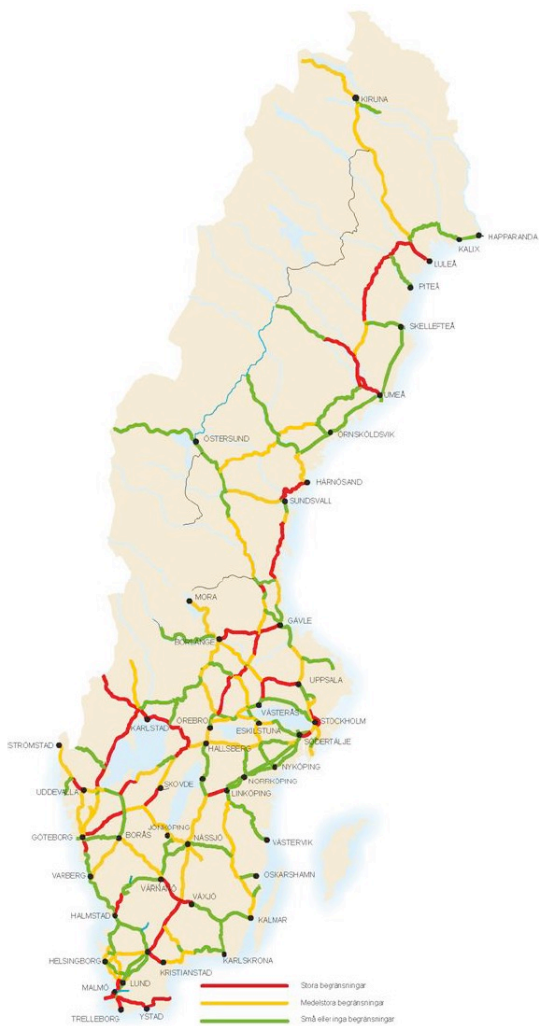 KIRUNA
HAPPARANDA
KALIX
LULEÅ
PITEÅ
SKELLEFTEÅ
UMEÅ
ÖRNSKÖLDSVIK
ÖSTERSUND
HÄRNÖSAND
SUNDSVALL
MORA
GÄVLE
BORLÄNGE
UPPSALA
VÄSTERÅS
KARLSTAD
ÖREBRO
STOCKHOLM
ESKILSTUNA
STRÖMSTAD
HALLSBERG
SÖDERTÄLJE
NYKÖPING
SKÖVDE
NORRKÖPING
UDDEVALLA
LINKÖPING
JÖNKÖPING
GÖTEBORG
BORÅS
NÄSSJÖ
VÄSTERVIK
VARBERG
OSKARSHAMN
VÄRNAMO
VÄXJÖ
HALMSTAD
KALMAR
HELSINGBORG
KARLSKRONA
KRISTIANSTAD
MALMÖ
LUND
TRELLEBORG
YSTAD
Stora begränsningar
Medelstora begränsningar
Små eller inga begränsningar